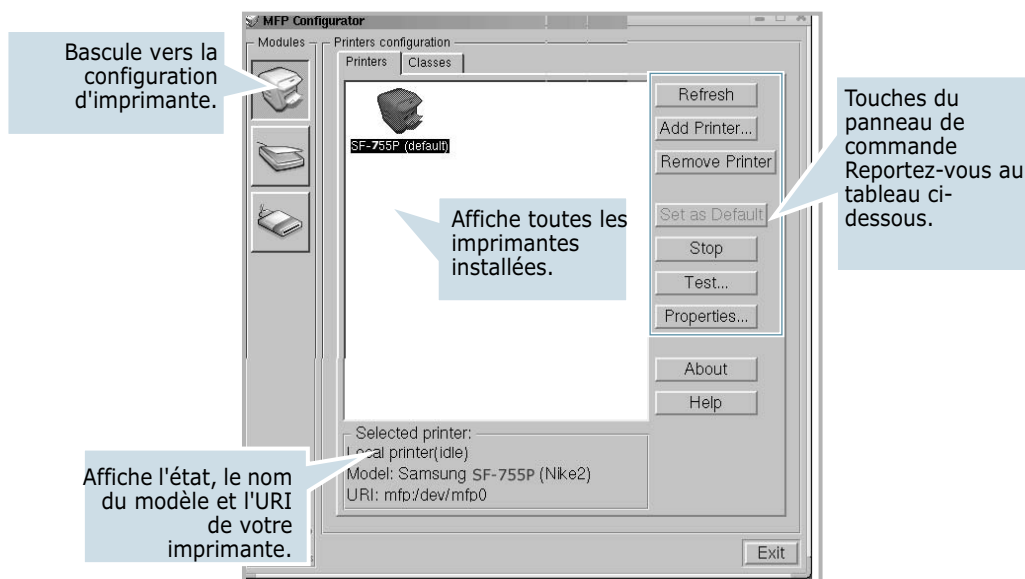 MFP Configurator
Modules
Printers configuration
Printers
Classes
Bascule vers la
configuration
d'imprimante.
SF-755P (default)
Refresh
Add Printer...
Remove Printer
Set as Default
Stop
Test...
Properties...
About
Help
Touches du
panneau de
commande
Reportez-vous au
tableau ci-
dessous.
Affiche toutes les
imprimantes
installées.
Selected printer:
Local printer(idle)
Model: Samsung SF-755P (Nike2)
URI: mfp:/dev/mfp0
Affiche l'état, le nom
du modèle et l'URI
de votre
imprimante.
Exit